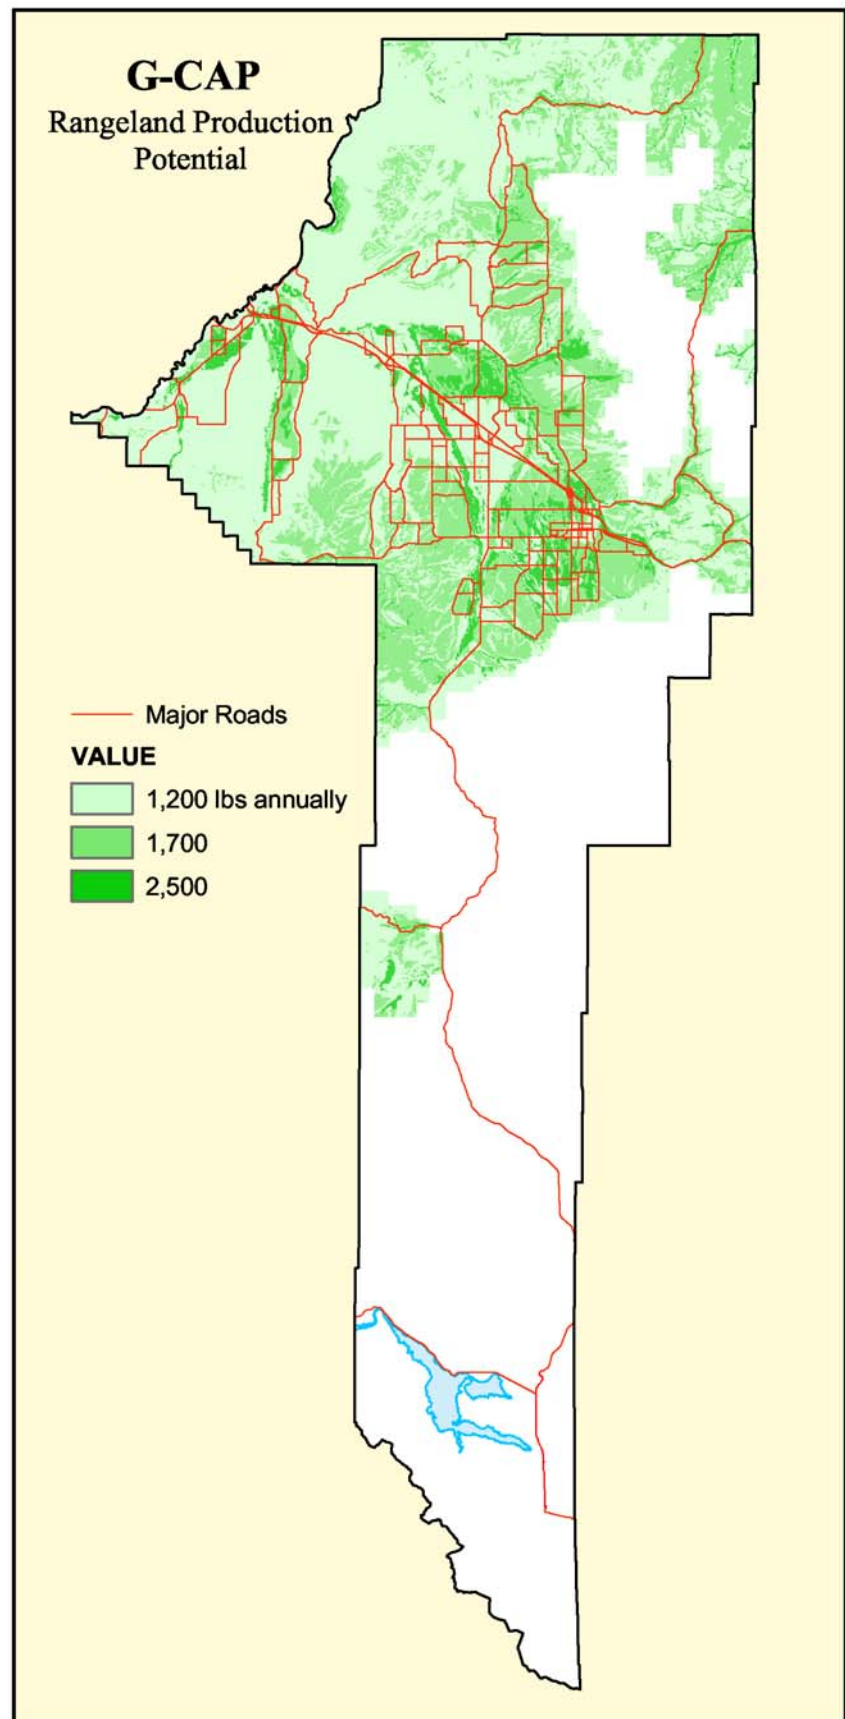 G-CAP
Rangeland Production
Potential
Major Roads
VALUE
1,200 lbs annually
1,700
2,500